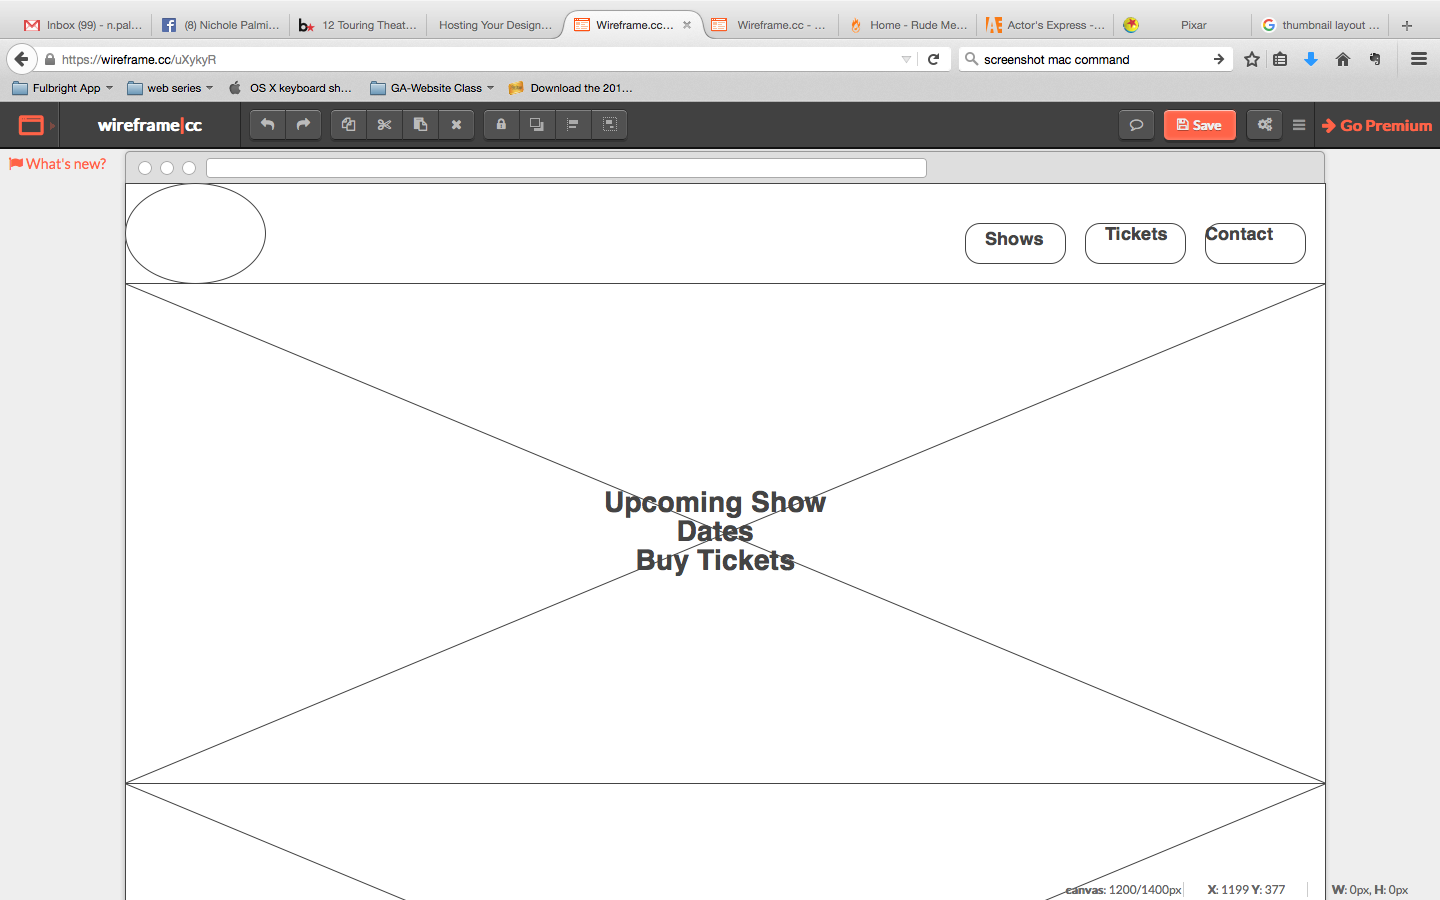 Inbox (99) - n.pal...
(8) Nichole Palmi...
b★ 12 Touring Theat...
Hosting Your Design...
Wireframe.cc...
Wireframe.cc - ...
Home - Rude Me...
AE Actor's Express -...
Pixar
thumbnail layout ...
https://wireframe.cc/uXykyR
screenshot mac command
Fulbright App
web series
OS X keyboard sh...
GA-Website Class
Download the 201...
wireframe|cc
Save
Go Premium
What's new?
Shows
Tickets
Contact
Upcoming Show
Dates
Buy Tickets
canvas: 1200/1400px
X: 1199 Y: 377
W: 0px, H: 0px